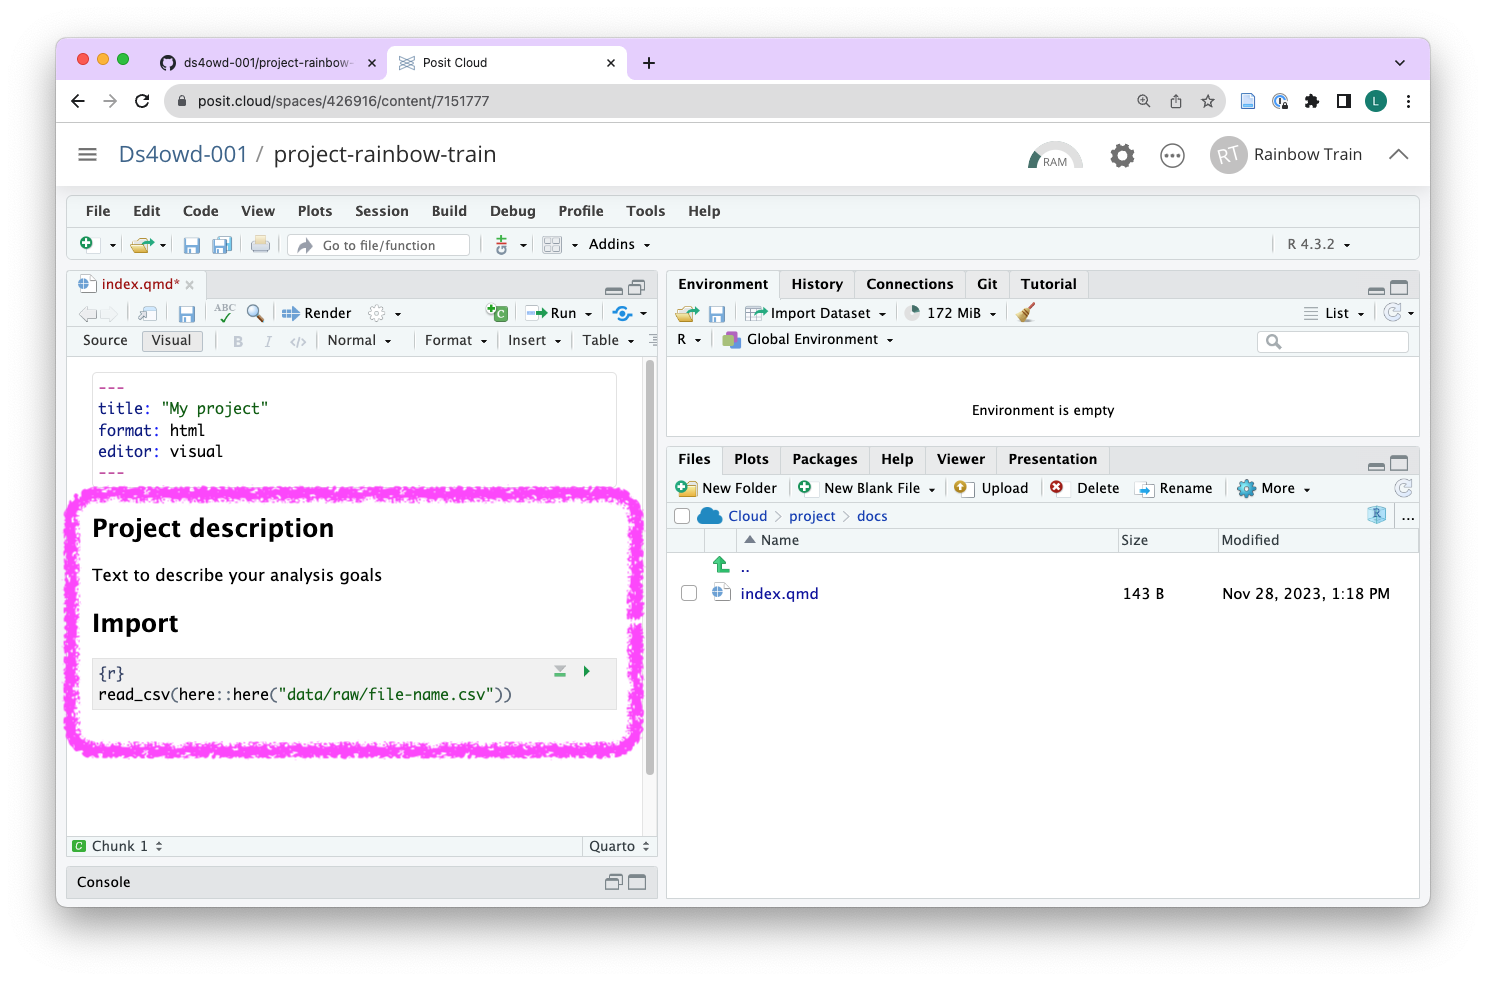 ds4owd-001/project-rainbow-
Posit Cloud
posit.cloud/spaces/426916/content/7151777
L
Ds4owd-001 / project-rainbow-train
RAM
RT
Rainbow Train
File Edit Code View Plots Session Build Debug Profile Tools Help
Go to file/function
Git
Addins
R 4.3.2
index.qmd*
ABC
Render
Run
Source Visual B I </> Normal Format Insert Table
---
title: "My project"
format: html
editor: visual
---
Project description
Text to describe your analysis goals
Import
{r}
read_csv(here::here("data/raw/file-name.csv"))
C Chunk 1
Quarto
Console
Environment History Connections Git Tutorial
Import Dataset 172 MiB List
R Global Environment
Environment is empty
Files Plots Packages Help Viewer Presentation
New Folder New Blank File Upload Delete Rename More
Cloud project docs
R ...
Name Size Modified
..
index.qmd 143 B Nov 28, 2023, 1:18 PM